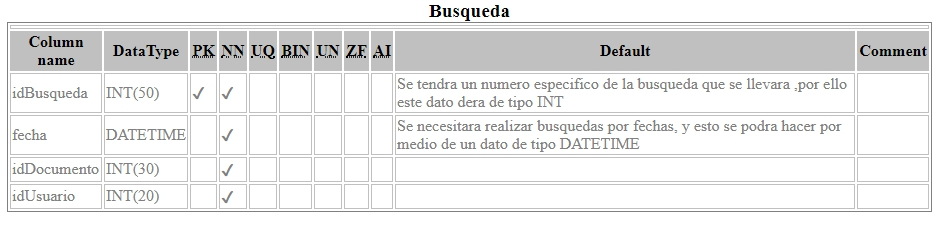 Busqueda
Column name DataType PK NN UQ BIN UN ZF AI Default Comment
idBusqueda INT(50) ✓ ✓ Se tendra un numero especifico de la busqueda que se llevara ,por ello
este dato dera de tipo INT
fecha DATETIME ✓ Se necesitara realizar busquedas por fechas, y esto se podra hacer por
medio de un dato de tipo DATETIME
idDocumento INT(30) ✓
idUsuario INT(20) ✓